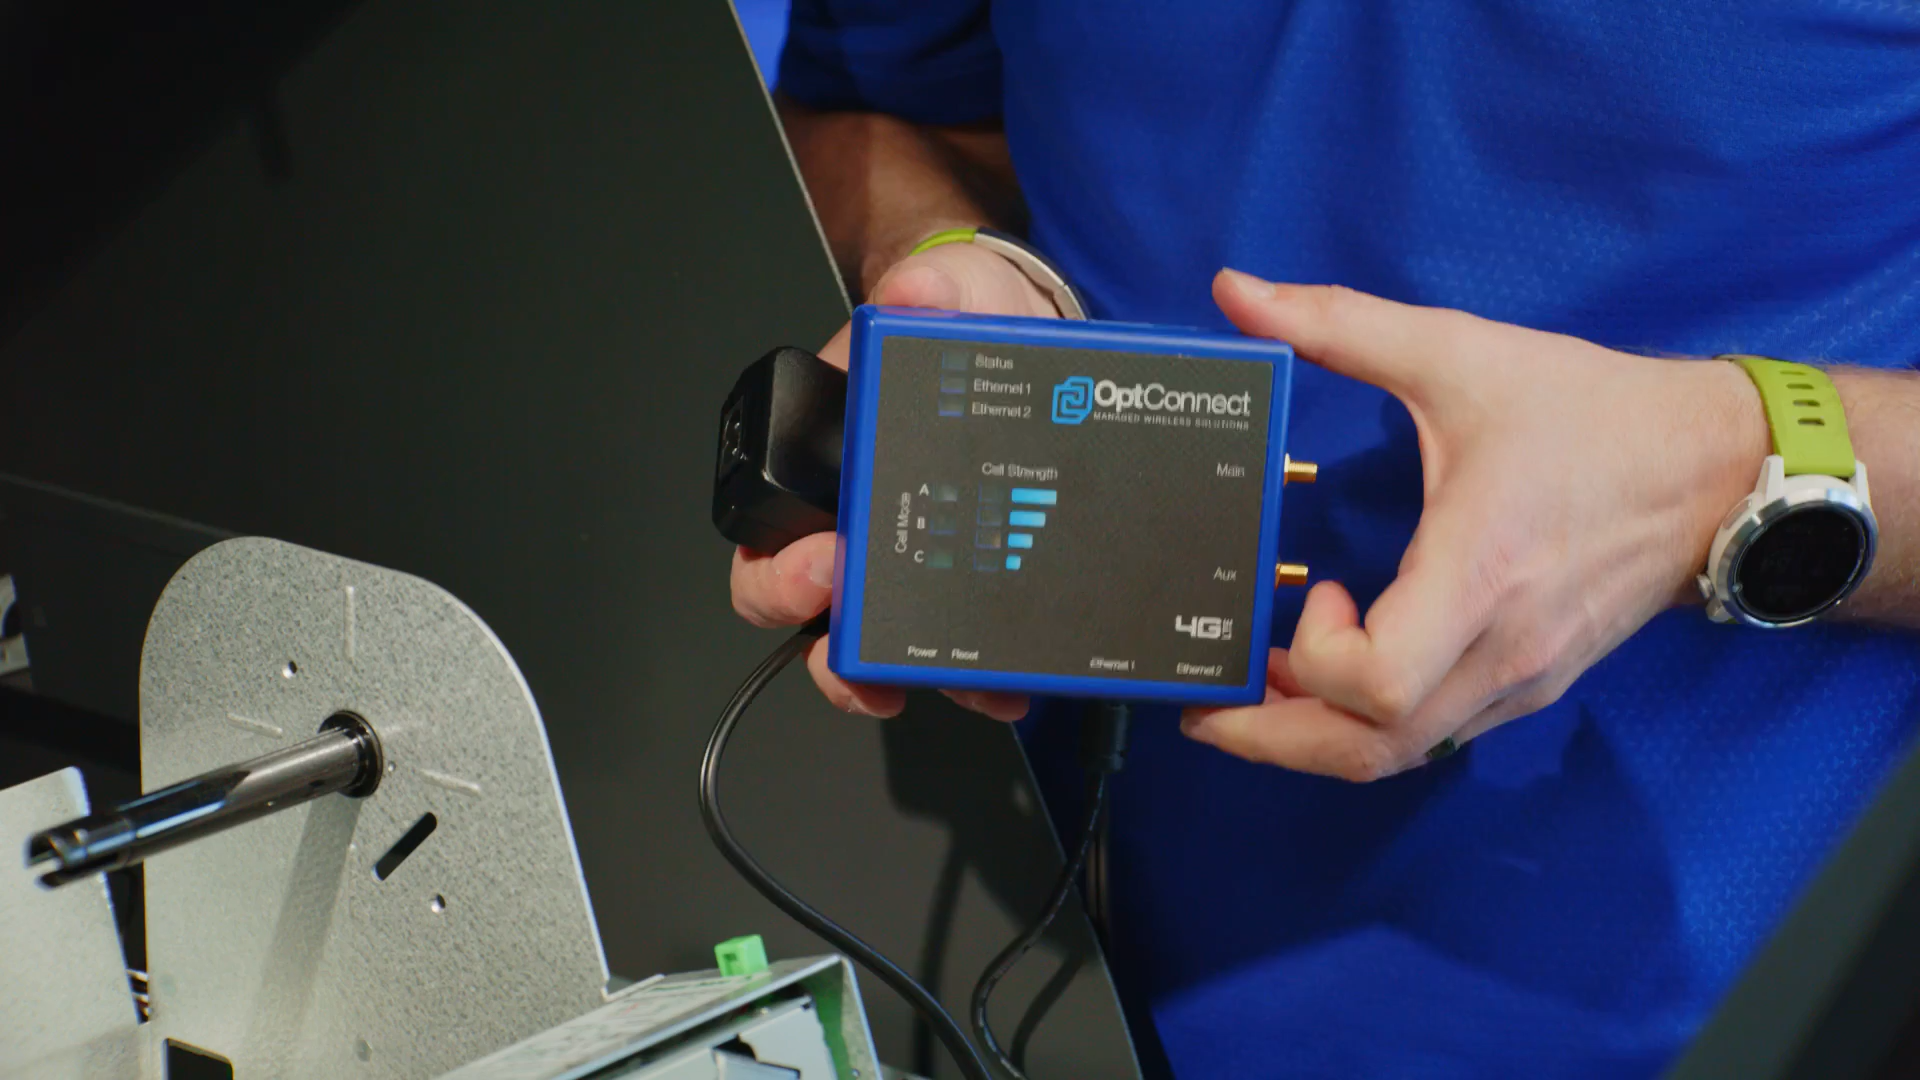 Status
Ethernet 1
Ethernet 2
OptConnect
MANAGED WIRELESS SOLUTIONS
Cell Strength
Main
Cell Mode
A
B
C
Aux
4G LTE
Power
Reset
Ethernet 1
Ethernet 2